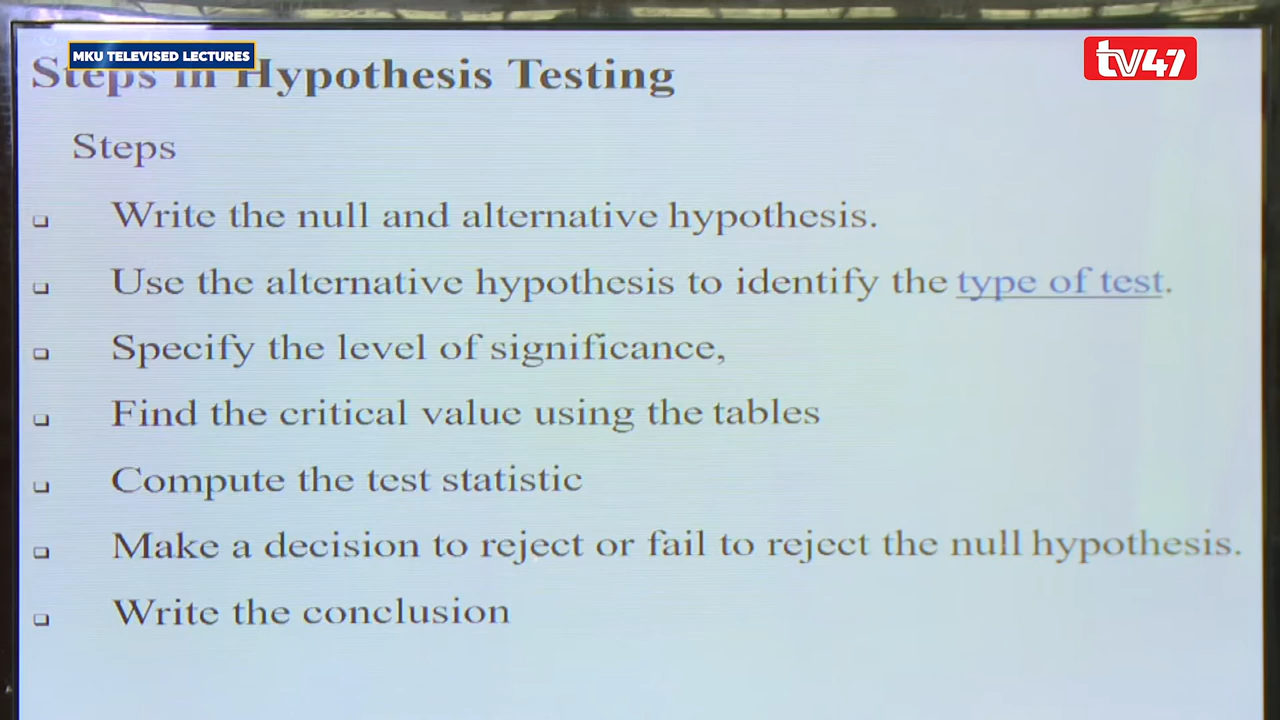 MKU TELEVISED LECTURES
tv47
Steps in Hypothesis Testing
Steps
Write the null and alternative hypothesis.
Use the alternative hypothesis to identify the type of test.
Specify the level of significance,
Find the critical value using the tables
Compute the test statistic
Make a decision to reject or fail to reject the null hypothesis.
Write the conclusion